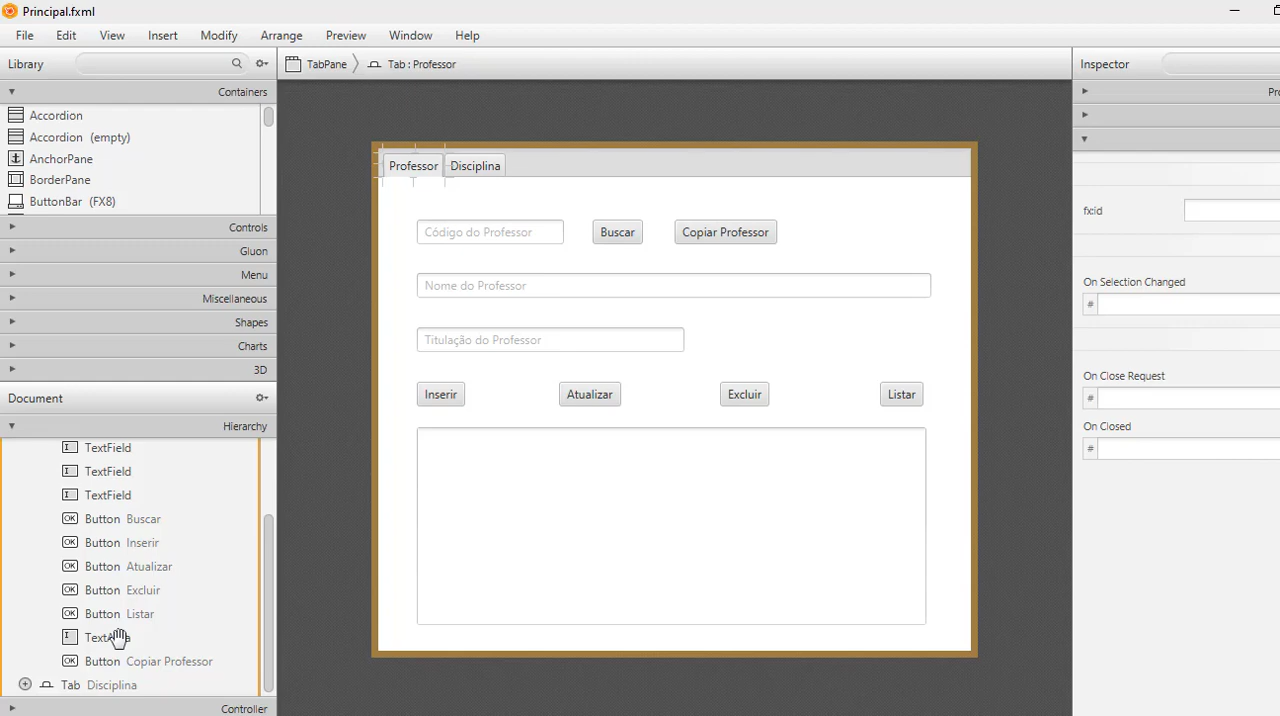 Principal.fxml
File Edit View Insert Modify Arrange Preview Window Help
Library
TabPane Tab : Professor
Inspector
Containers
Accordion
Accordion (empty)
AnchorPane
BorderPane
ButtonBar (FX8)
Controls
Gluon
Menu
Miscellaneous
Shapes
Charts
3D
Document
Hierarchy
TextField
TextField
TextField
Button Buscar
Button Inserir
Button Atualizar
Button Excluir
Button Listar
Button Copiar Professor
Tab Disciplina
Controller
Professor Disciplina
Código do Professor Buscar Copiar Professor
Nome do Professor
Titulação do Professor
Inserir Atualizar Excluir Listar
fx:id
On Selection Changed
#
On Close Request
#
On Closed
#